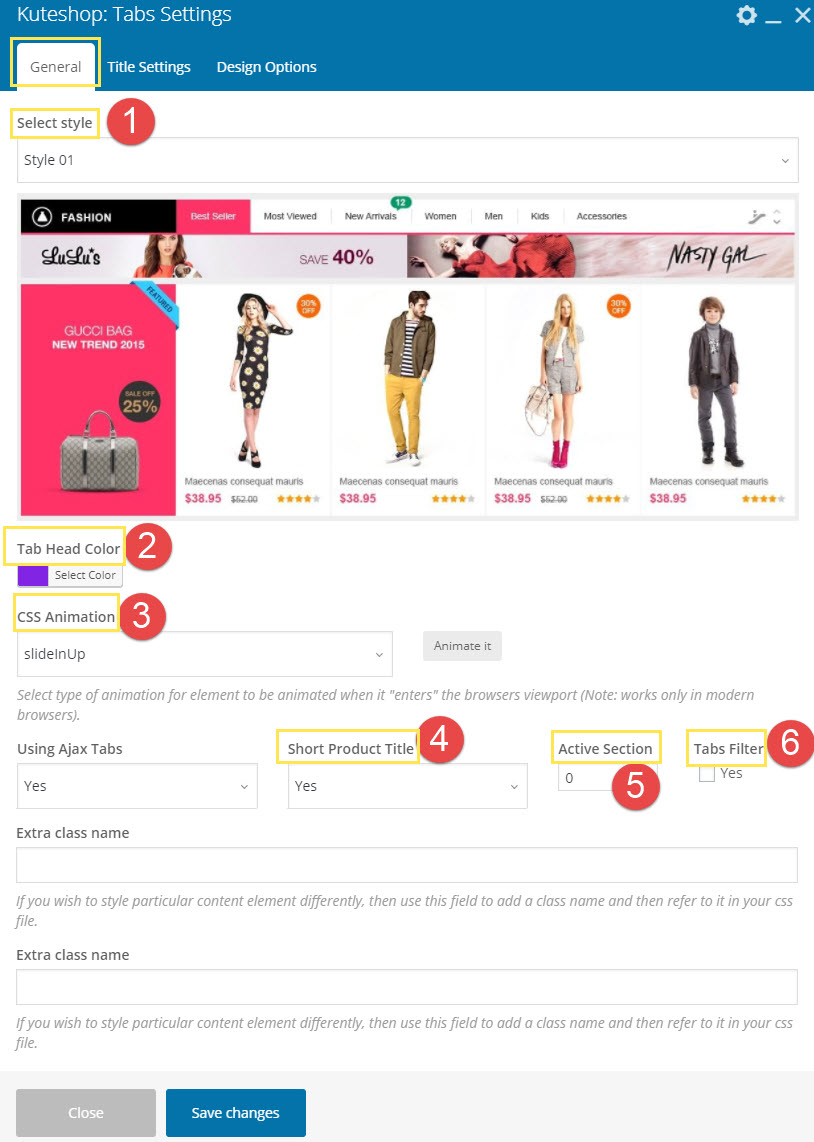 Kuteshop: Tabs Settings
General Title Settings Design Options
Select style 1
Style 01
FASHION Best Seller Most Viewed New Arrivals 12 Women Men Kids Accessories
LuLu*s SAVE 40% NASTY GAL
FEATURED
GUCCI BAG
NEW TREND 2015
SALE OFF
25%
30%
OFF
30%
OFF
Maecenas consequat mauris Maecenas consequat mauris Maecenas consequat mauris Maecenas consequat mauris
$38.95 $52.00 $38.95 $38.95 $52.00 $38.95
Tab Head Color 2
Select Color
CSS Animation 3
slideInUp Animate it
Select type of animation for element to be animated when it "enters" the browsers viewport (Note: works only in modern
browsers).
Using Ajax Tabs Short Product Title 4 Active Section Tabs Filter 6
Yes Yes 0 5 Yes
Extra class name
If you wish to style particular content element differently, then use this field to add a class name and then refer to it in your css
file.
Extra class name
If you wish to style particular content element differently, then use this field to add a class name and then refer to it in your css
file.
Close Save changes